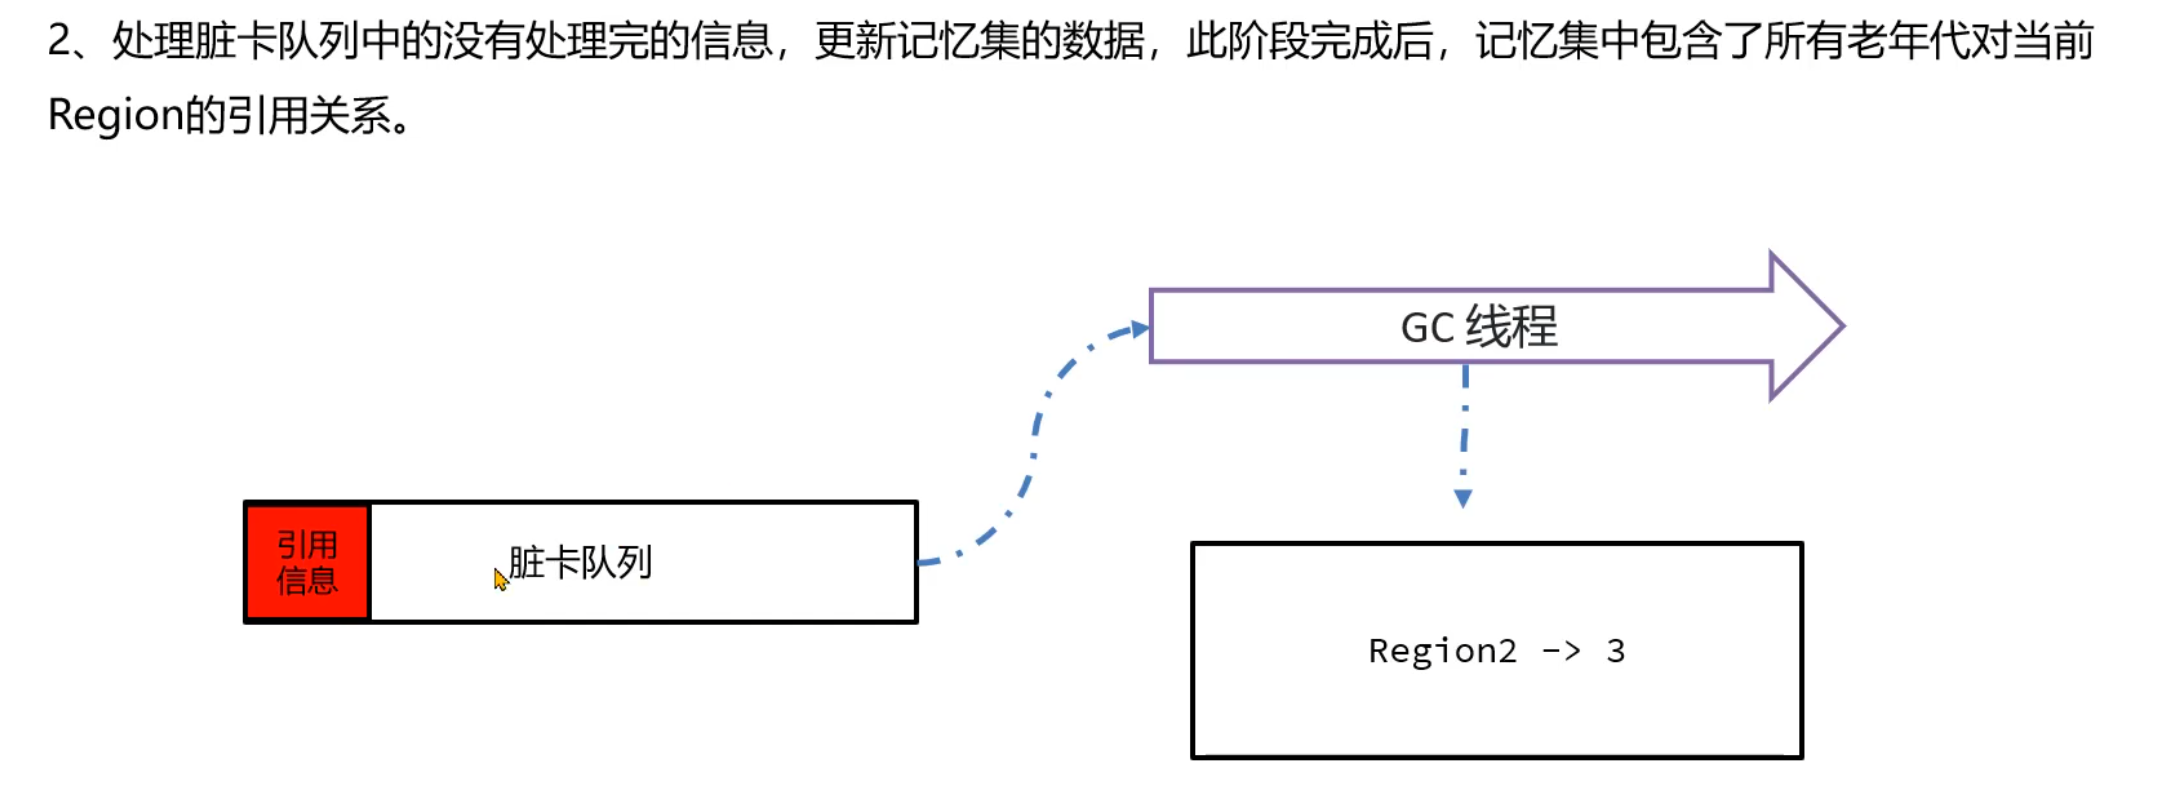 2、处理脏卡队列中的没有处理完的信息，更新记忆集的数据，此阶段完成后，记忆集中包含了所有老年代对当前
Region的引用关系。
GC 线程
引用
信息
脏卡队列
Region2 -> 3